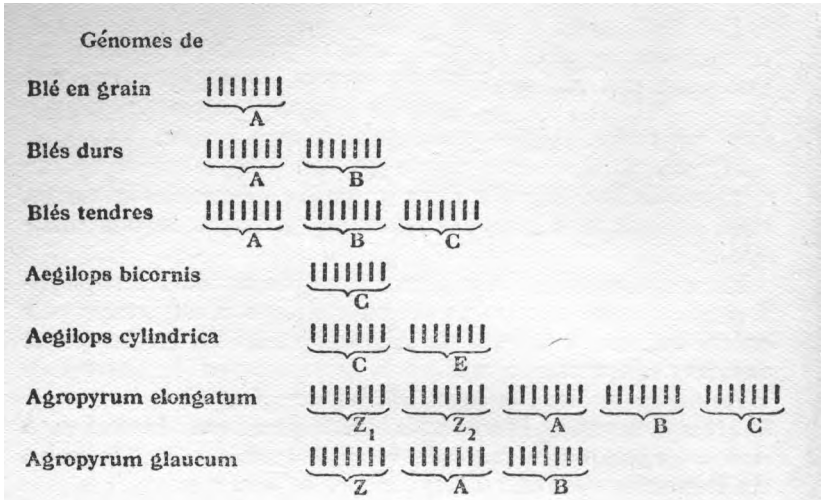 Génomes de
Blé en grain
A
Blés durs
A B
Blés tendres
A B C
Aegilops bicornis
C
Aegilops cylindrica
C E
Agropyrum elongatum
Z₁ Z₂ A B C
Agropyrum glaucum
Z A B